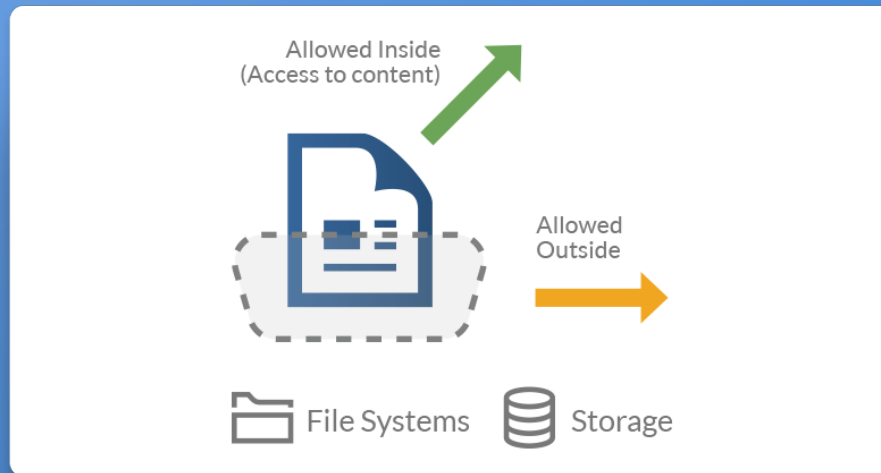 Allowed Inside
(Access to content)
Allowed
Outside
File Systems
Storage